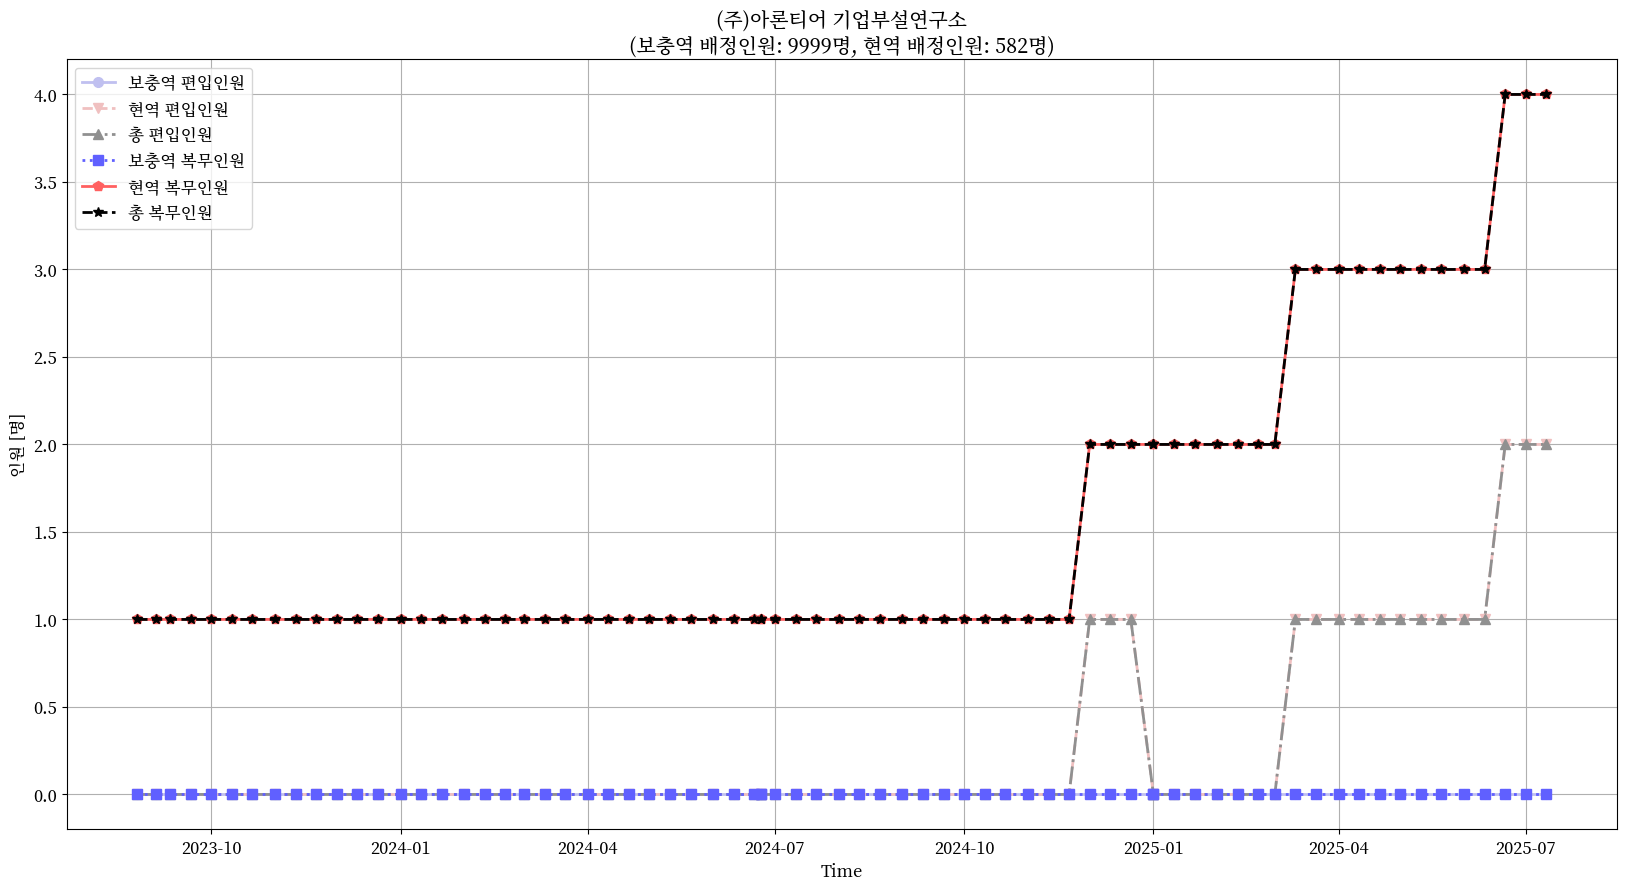 (주)아론티어 기업부설연구소
(보충역 배정인원: 9999명, 현역 배정인원: 582명)
보충역 편입인원
현역 편입인원
총 편입인원
보충역 복무인원
현역 복무인원
총 복무인원
4.0
3.5
3.0
2.5
2.0
1.5
1.0
0.5
0.0
인원 [명]
2023-10
2024-01
2024-04
2024-07
2024-10
2025-01
2025-04
2025-07
Time